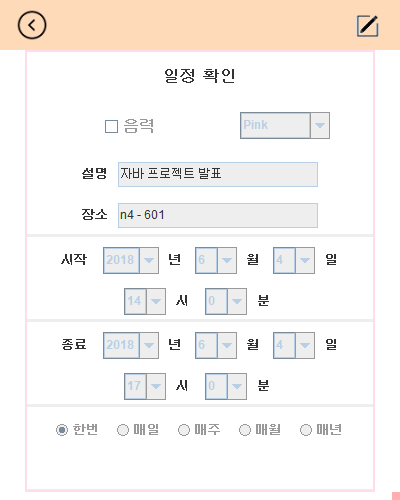 일정 확인
음력 Pink
설명 자바 프로젝트 발표
장소 n4 - 601
시작 2018 년 6 월 4 일
14 시 0 분
종료 2018 년 6 월 4 일
17 시 0 분
한번 매일 매주 매월 매년